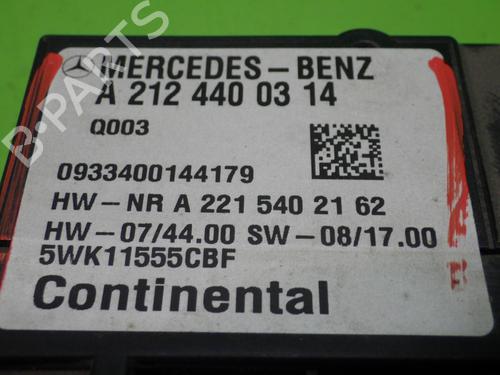 MERCEDES-BENZ
A 212 440 03 14
Q003
0933400144179
HW-NR A 221 540 21 62
HW-07/44.00 SW-08/17.00
5WK11555CBF
Continental
B-PARTS